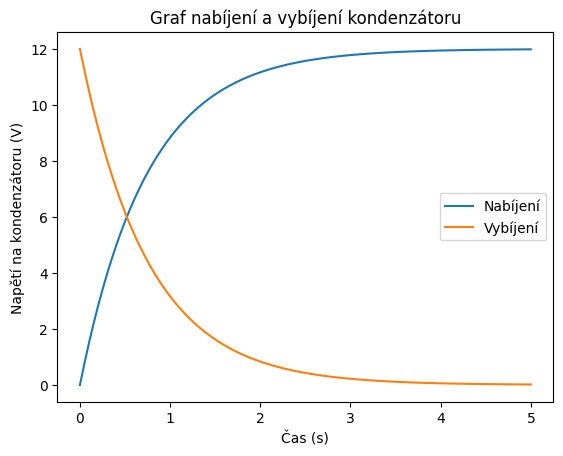 Graf nabíjení a vybíjení kondenzátoru
Napětí na kondenzátoru (V)
12
10
8
6
4
2
0
Nabíjení
Vybíjení
0 1 2 3 4 5
Čas (s)